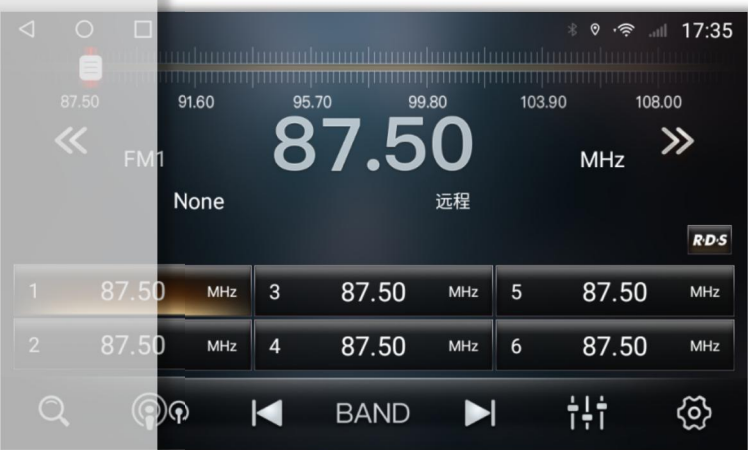 17:35
87.50 91.60 95.70 99.80 103.90 108.00
FM1 87.50 MHz
None 远程
R·D·S
1 87.50 MHz 3 87.50 MHz 5 87.50 MHz
2 87.50 MHz 4 87.50 MHz 6 87.50 MHz
BAND